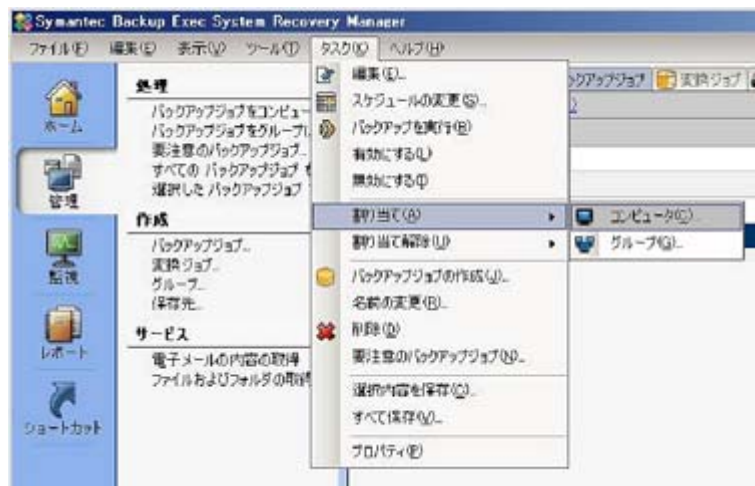 Symantec Backup Exec System Recovery Manager
ファイル(F) 編集(E) 表示(V) ツール(T) タスク(K) ヘルプ(H)
ホーム
管理
監視
レポート
ショートカット
処理
バックアップジョブをコンピュー
バックアップジョブをグループに
要注意のバックアップジョブ...
すべての バックアップジョブ を
選択した バックアップジョブ
作成
バックアップジョブ...
変換ジョブ...
グループ...
保存先...
サービス
電子メールの内容の取得
ファイルおよびフォルダの取得
編集(E)...
スケジュールの変更(S)...
バックアップを実行(B)
有効にする(L)
無効にする(I)
割り当て(A)
割り当て解除(U)
バックアップジョブの作成(J)...
名前の変更(R)...
削除(D)
要注意のバックアップジョブ(N)...
選択内容を保存(C)...
すべて保存(V)...
プロパティ(P)
コンピュータ(C)...
グループ(G)...
バックアップジョブ
変換ジョブ